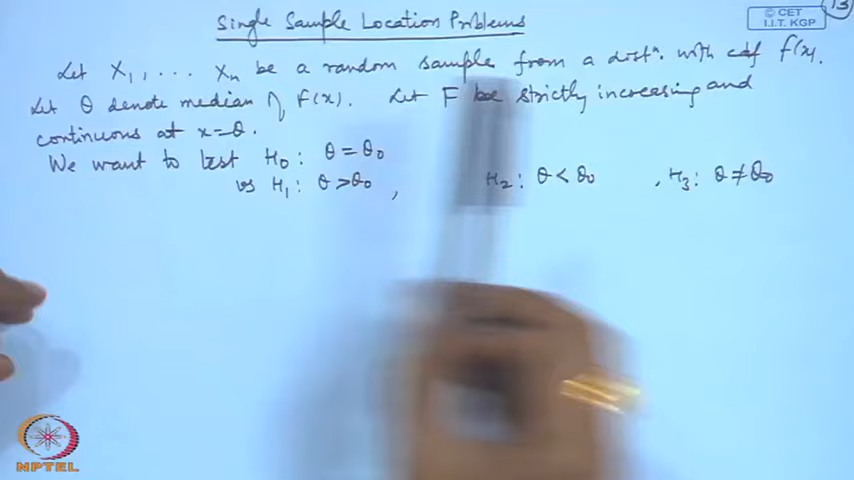 Single Sample Location Problems
© CET
I.I.T. KGP
13
Let X1, ... Xn be a random sample from a distn. with cdf F(x).
Let θ denote median of F(x). Let F be strictly increasing and
continuous at x=θ.
We want to test H0: θ=θ0
vs H1: θ>θ0, H2: θ<θ0, H3: θ≠θ0
NPTEL